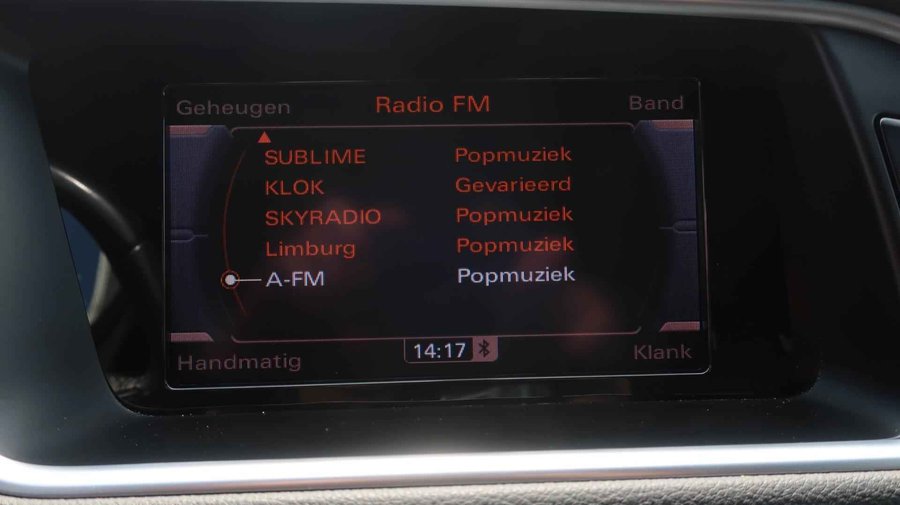 Geheugen Radio FM Band
SUBLIME Popmuziek
KLOK Gevarieerd
SKYRADIO Popmuziek
Limburg Popmuziek
A-FM Popmuziek
14:17
Handmatig Klank